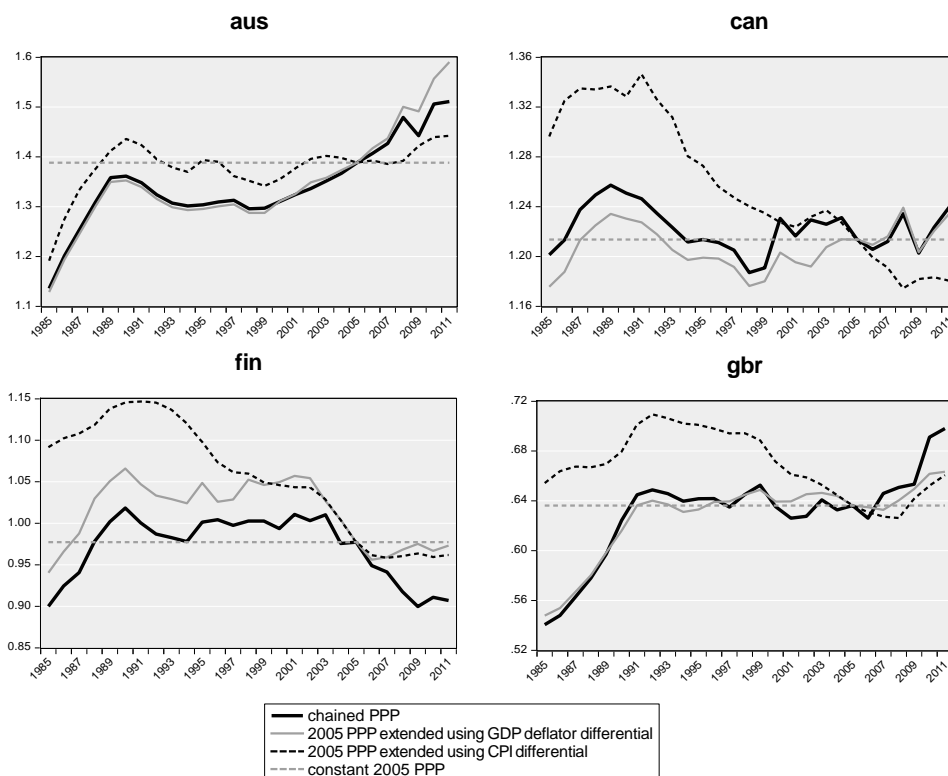 aus
1.6
1.5
1.4
1.3
1.2
1.1
1985 1987 1989 1991 1993 1995 1997 1999 2001 2003 2005 2007 2009 2011
can
1.36
1.32
1.28
1.24
1.20
1.16
1985 1987 1989 1991 1993 1995 1997 1999 2001 2003 2005 2007 2009 2011
fin
1.15
1.10
1.05
1.00
0.95
0.90
0.85
1985 1987 1989 1991 1993 1995 1997 1999 2001 2003 2005 2007 2009 2011
gbr
.72
.68
.64
.60
.56
.52
1985 1987 1989 1991 1993 1995 1997 1999 2001 2003 2005 2007 2009 2011
chained PPP
2005 PPP extended using GDP deflator differential
2005 PPP extended using CPI differential
constant 2005 PPP